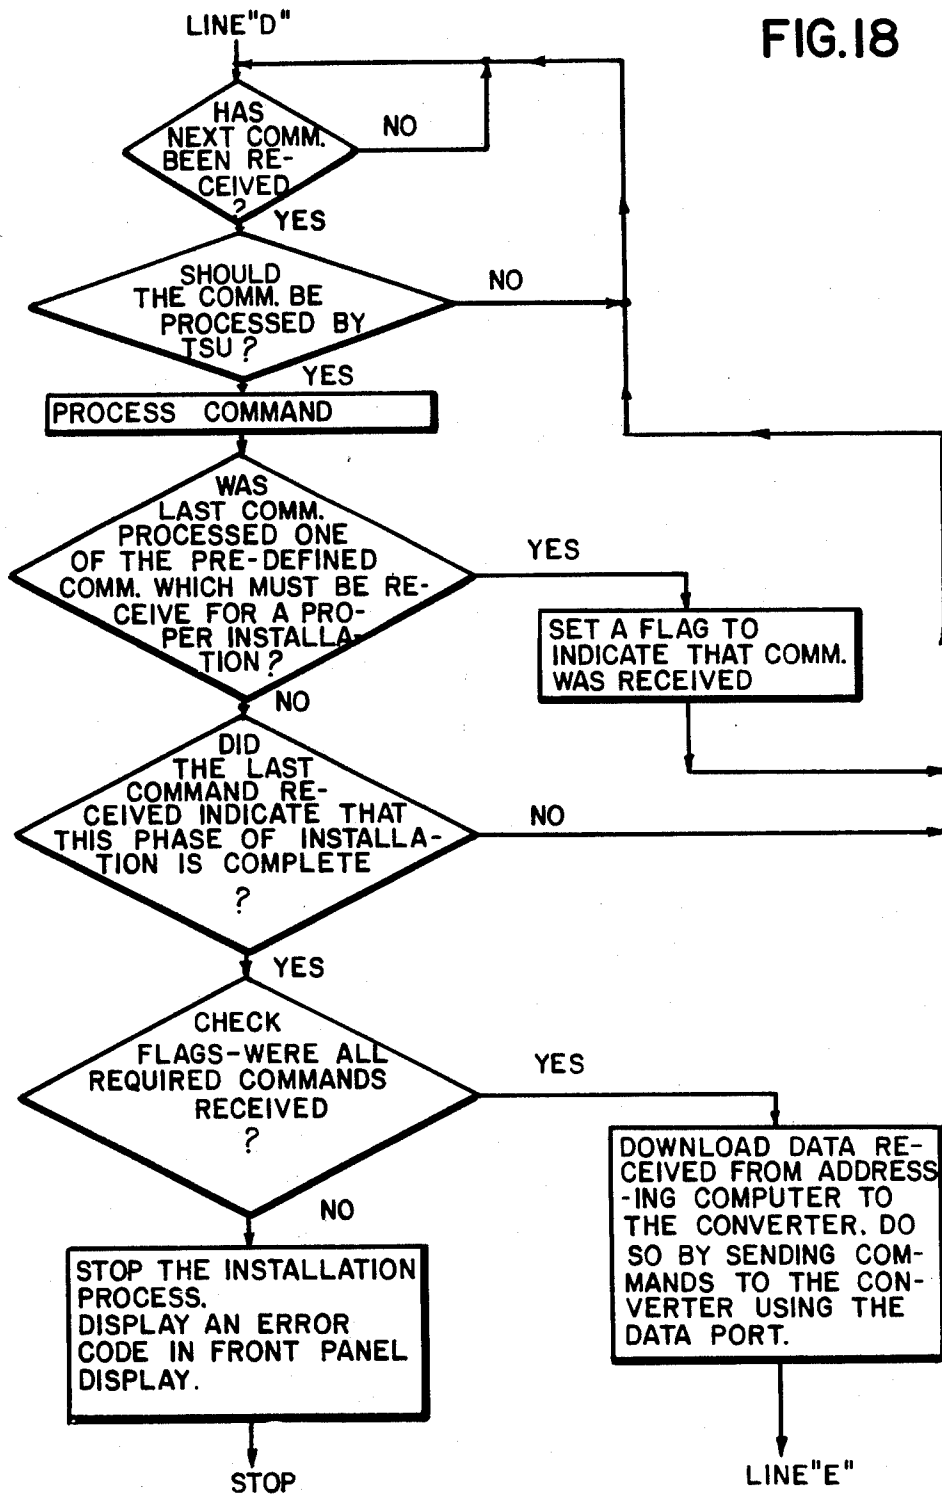 LINE"D"
FIG.18
HAS
NEXT COMM.
BEEN RE-
CEIVED
?
NO
YES
SHOULD
THE COMM. BE
PROCESSED BY
TSU?
NO
YES
PROCESS COMMAND
WAS
LAST COMM.
PROCESSED ONE
OF THE PRE-DEFINED
COMM. WHICH MUST BE RE-
CEIVE FOR A PRO-
PER INSTALLA-
TION?
YES
SET A FLAG TO
INDICATE THAT COMM.
WAS RECEIVED
NO
DID
THE LAST
COMMAND RE-
CEIVED INDICATE THAT
THIS PHASE OF INSTALLA-
TION IS COMPLETE
?
NO
YES
CHECK
FLAGS-WERE ALL
REQUIRED COMMANDS
RECEIVED
?
YES
DOWNLOAD DATA RE-
CEIVED FROM ADDRESS
-ING COMPUTER TO
THE CONVERTER. DO
SO BY SENDING COM-
MANDS TO THE CON-
VERTER USING THE
DATA PORT.
NO
STOP THE INSTALLATION
PROCESS.
DISPLAY AN ERROR
CODE IN FRONT PANEL
DISPLAY.
STOP
LINE"E"